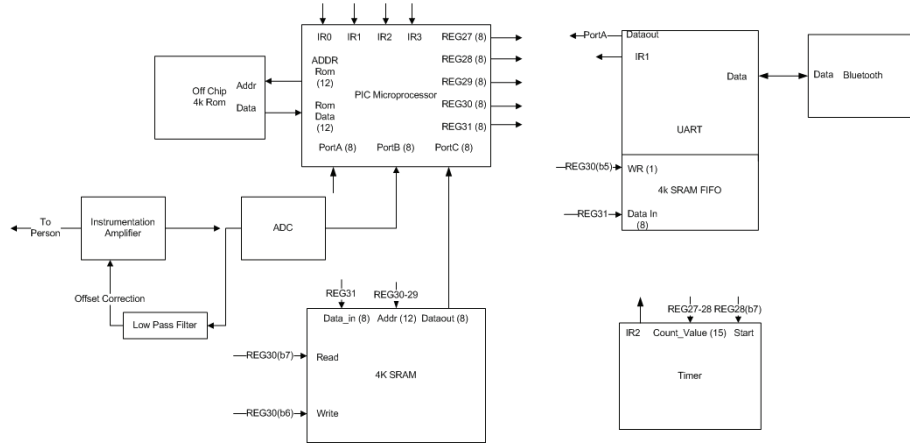 IR0 IR1 IR2 IR3
REG27 (8)
REG28 (8)
REG29 (8)
REG30 (8)
REG31 (8)
ADDR
Rom
(12)
PIC Microprocessor
Rom
Data
(12)
PortA (8) PortB (8) PortC (8)
Off Chip
4k Rom
Addr
Data
PortA
Dataout
IR1
Data
UART
Data Bluetooth
REG30(b5)
WR (1)
4k SRAM FIFO
REG31
Data In
(8)
To
Person
Instrumentation
Amplifier
ADC
Offset Correction
Low Pass Filter
REG31
REG30-29
Data_in (8) Addr (12) Dataout (8)
REG30(b7)
Read
4K SRAM
REG30(b6)
Write
REG27-28 REG28(b7)
IR2 Count_Value (15) Start
Timer